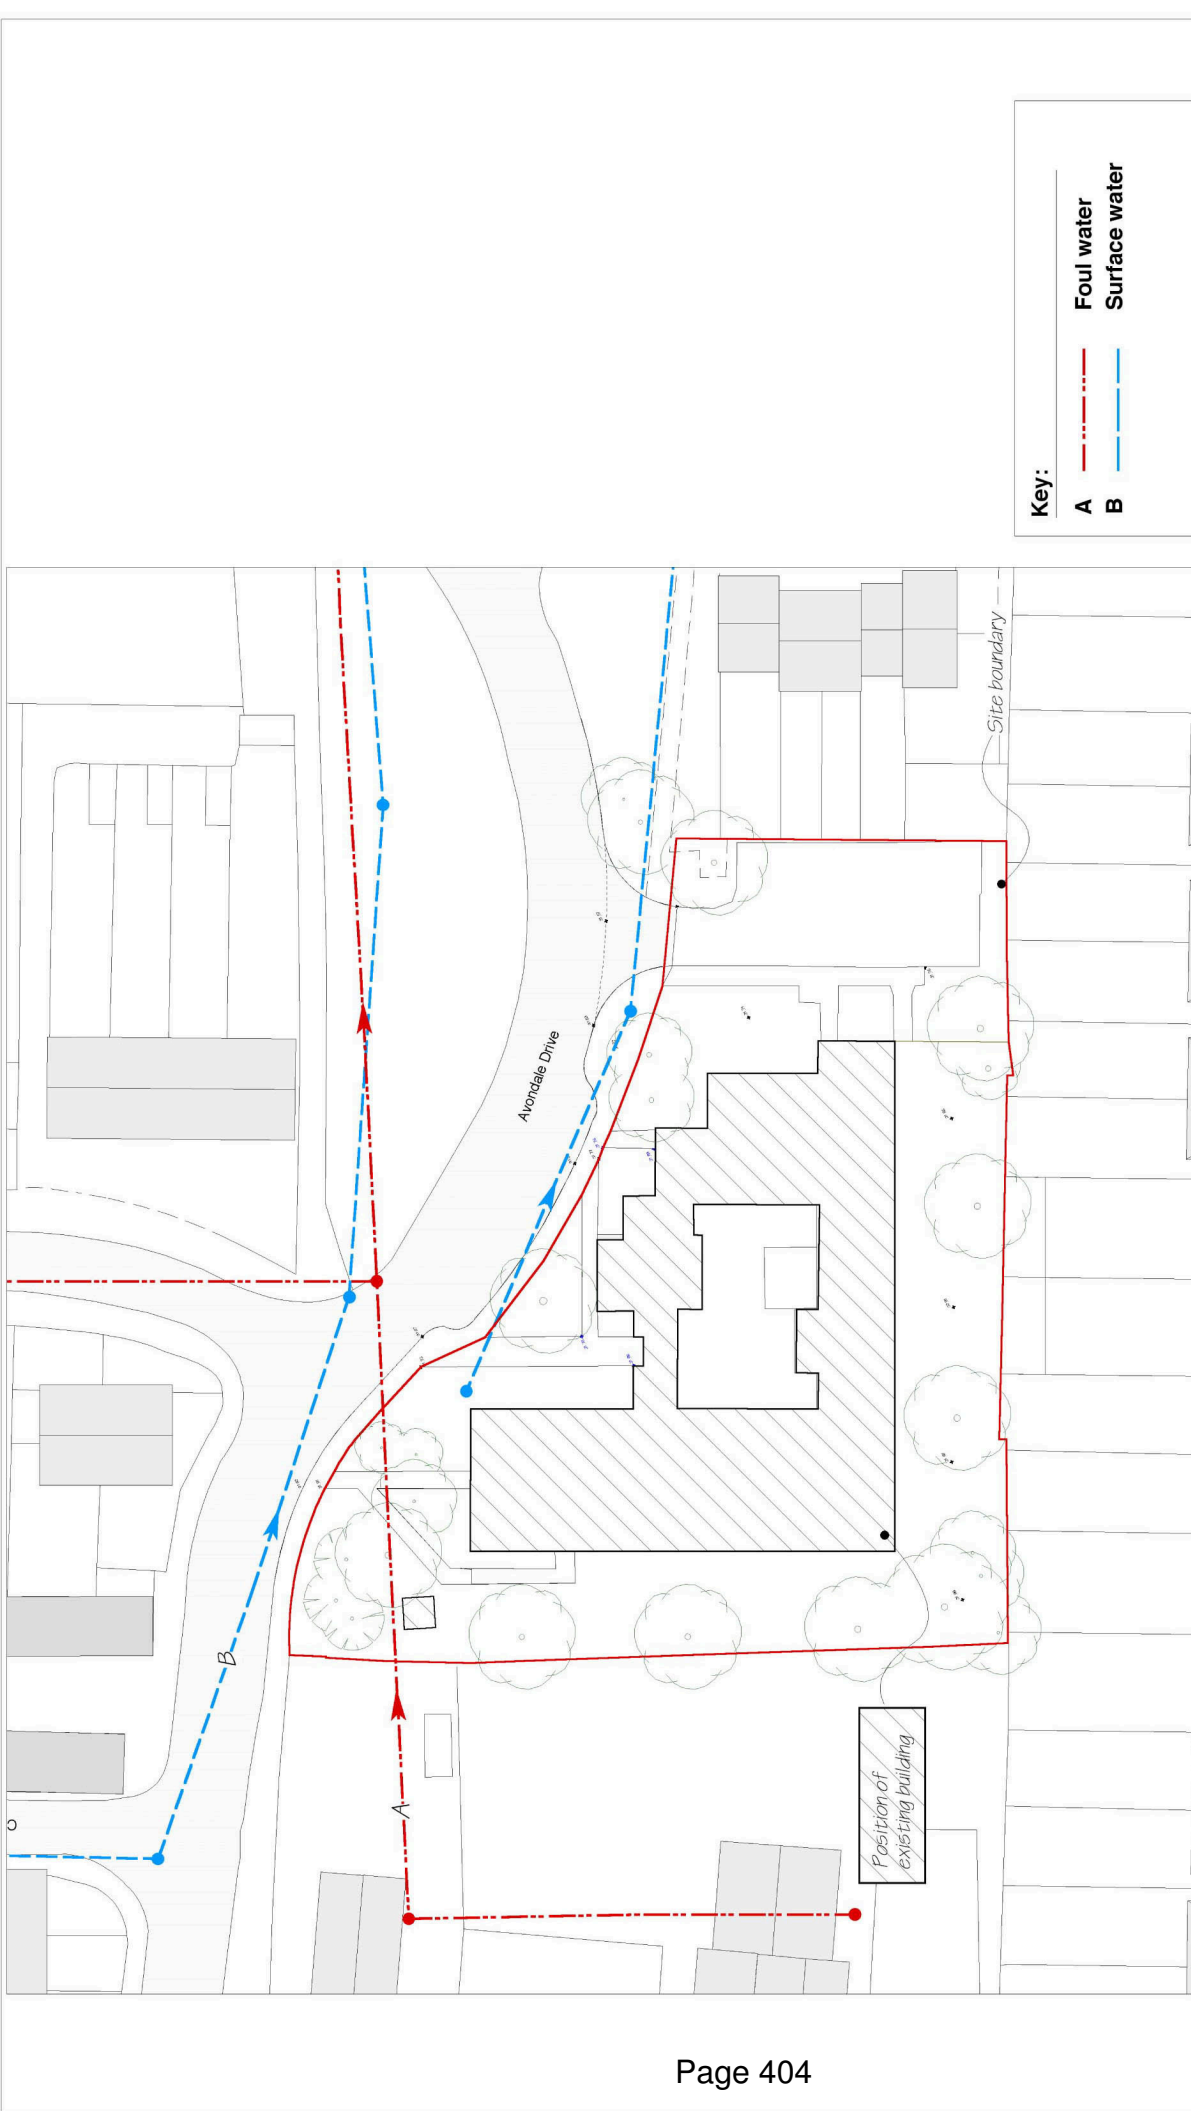 Key:
A Foul water
B Surface water
Site boundary
Avondale Drive
B
A
Position of
existing building
Page 404